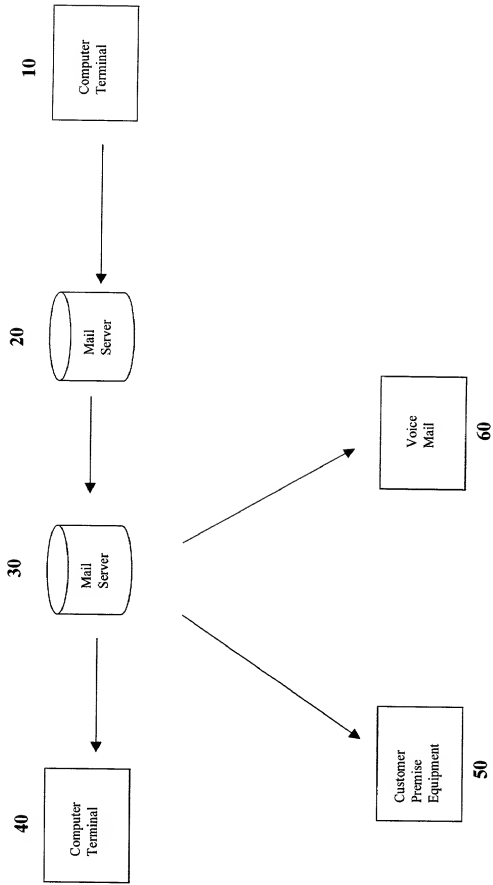 10
Computer
Terminal
20
Mail
Server
30
Mail
Server
40
Computer
Terminal
60
Voice
Mail
50
Customer
Premise
Equipment